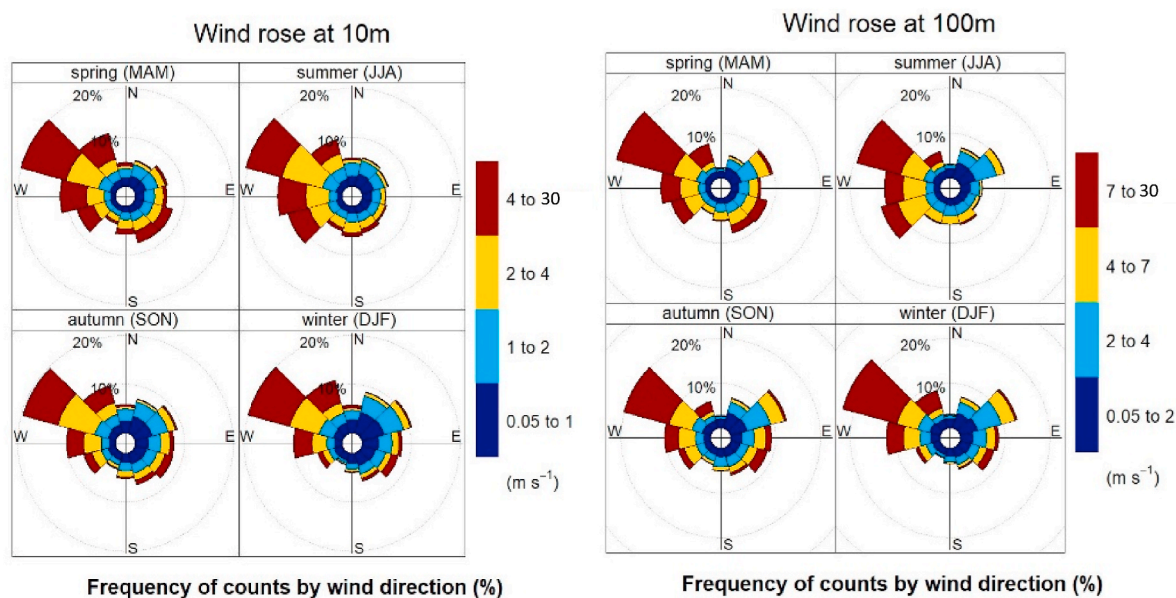 Wind rose at 10m
spring (MAM)
summer (JJA)
20%
10%
N
W
S
20%
10%
N
E
S
autumn (SON)
winter (DJF)
20%
10%
N
W
S
20%
10%
N
E
S
4 to 30
2 to 4
1 to 2
0.05 to 1
(m s⁻¹)
Frequency of counts by wind direction (%)
Wind rose at 100m
spring (MAM)
summer (JJA)
20%
10%
N
W
S
20%
10%
N
E
S
autumn (SON)
winter (DJF)
20%
10%
N
W
S
20%
10%
N
E
S
7 to 30
4 to 7
2 to 4
0.05 to 2
(m s⁻¹)
Frequency of counts by wind direction (%)